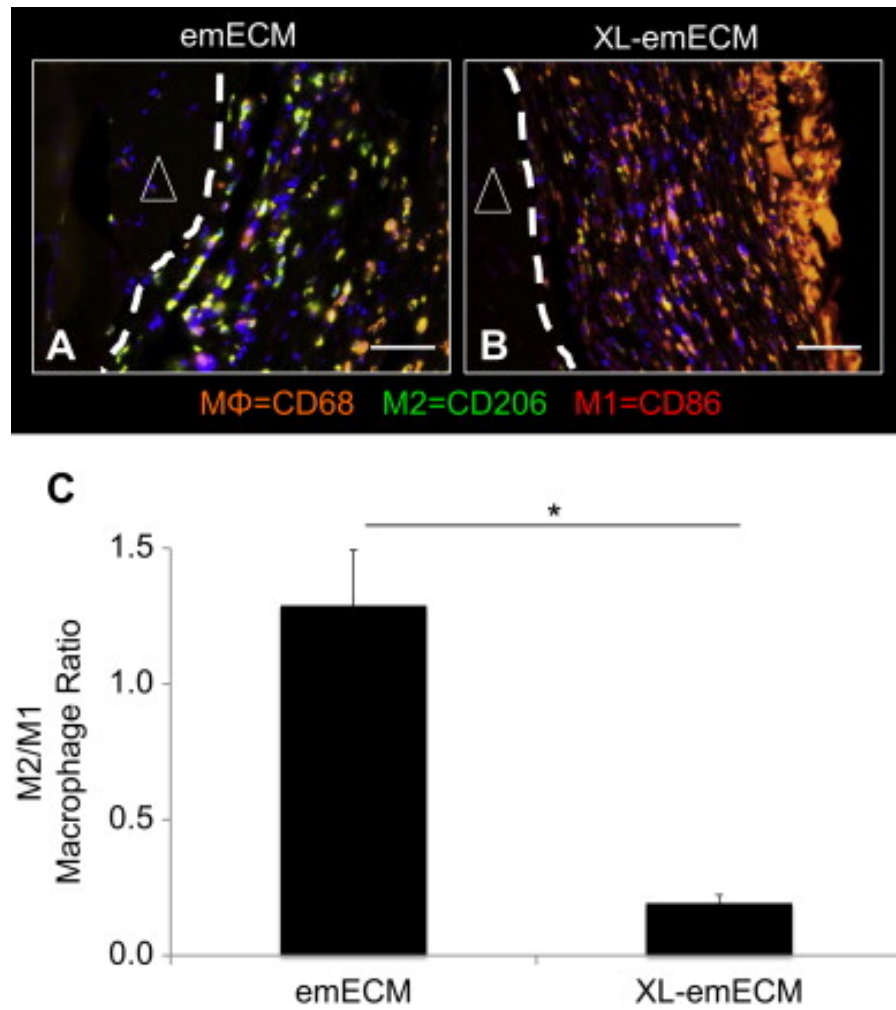 emECM XL-emECM
A B
MΦ=CD68 M2=CD206 M1=CD86
C
*
1.5
1.0
0.5
0.0
M2/M1
Macrophage Ratio
emECM XL-emECM